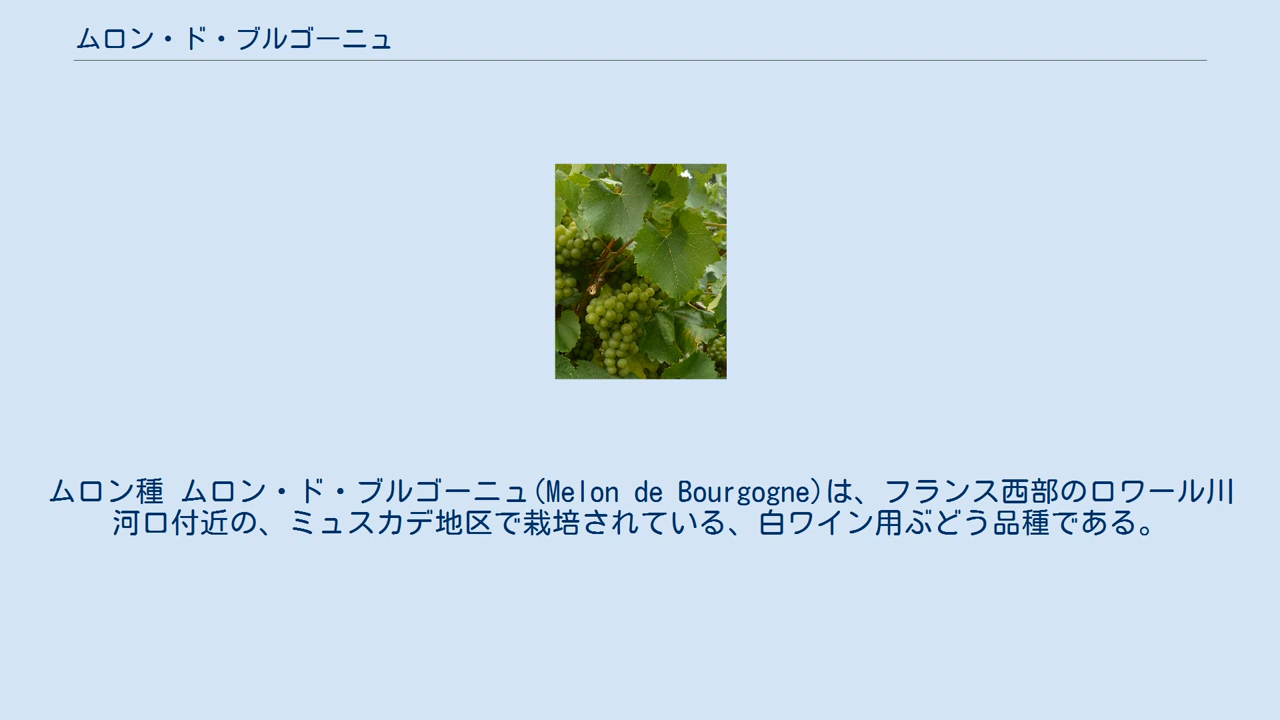 ムロン・ド・ブルゴーニュ
ムロン種 ムロン・ド・ブルゴーニュ(Melon de Bourgogne)は、フランス西部のロワール川
河口付近の、ミュスカデ地区で栽培されている、白ワイン用ぶどう品種である。